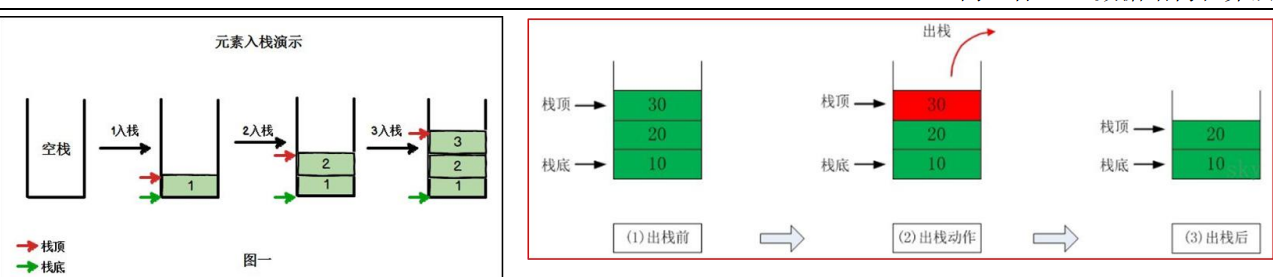 元素入栈演示
空栈
1入栈
1
2入栈
2
1
3入栈
3
2
1
栈顶
栈底
图一
出栈
栈顶
30
20
栈底
10
(1)出栈前
栈顶
30
20
栈底
10
(2)出栈动作
栈顶
20
栈底
10
sky
(3)出栈后